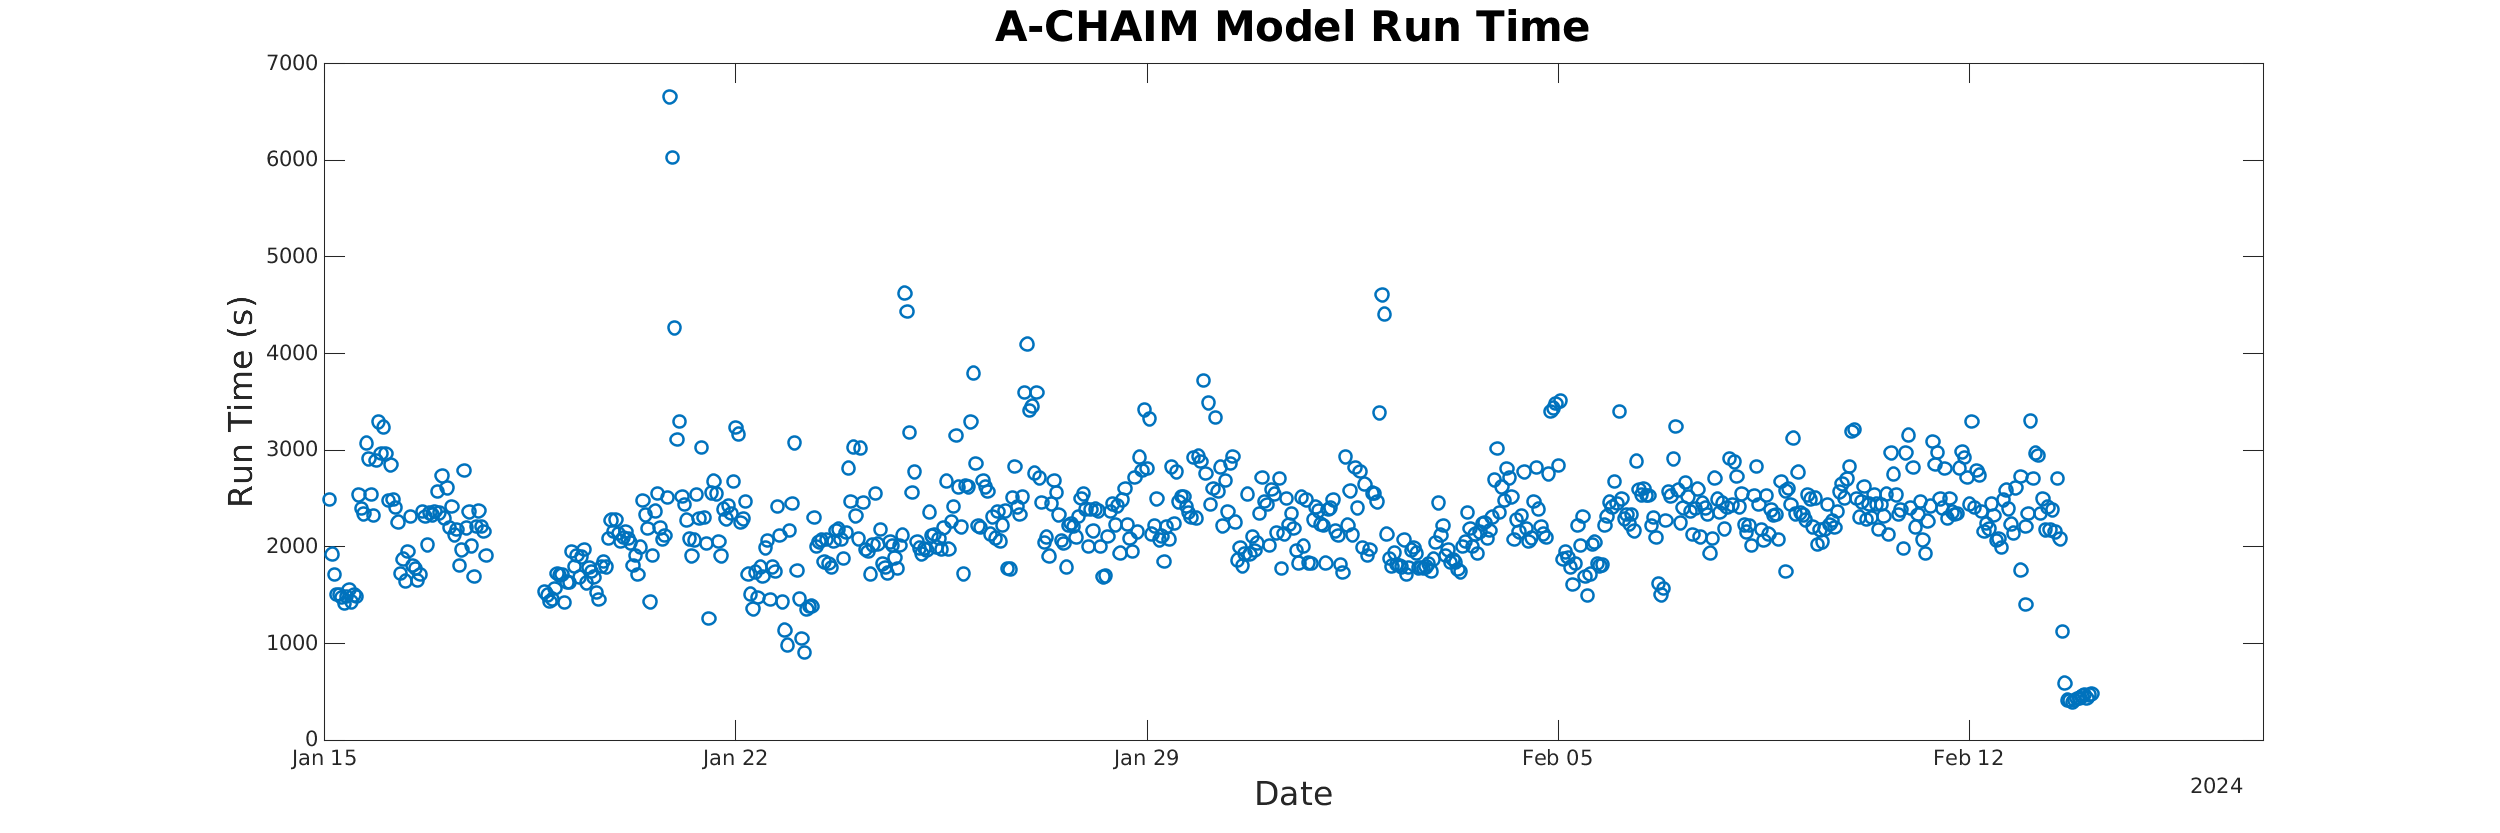 A-CHAIM Model Run Time
7000
6000
5000
4000
3000
2000
1000
0
Run Time (s)
Jan 15
Jan 22
Jan 29
Feb 05
Feb 12
2024
Date